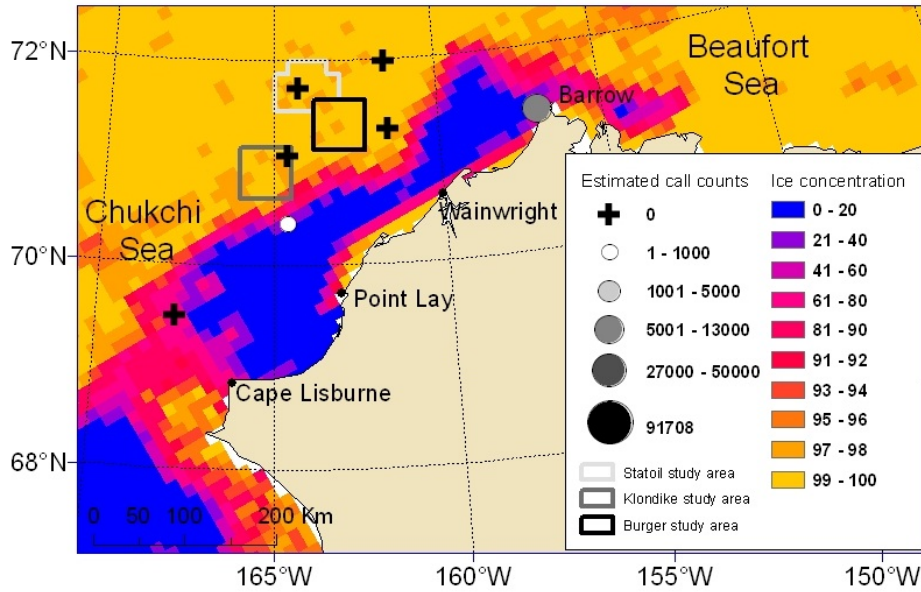 72°N
70°N
68°N
Beaufort
Sea
Barrow
Chukchi
Sea
Wainwright
Point Lay
Cape Lisburne
0 50 100 200 Km
165°W
160°W
155°W
150°W
Estimated call counts
0
1 - 1000
1001 - 5000
5001 - 13000
27000 - 50000
91708
Statoil study area
Klondike study area
Burger study area
Ice concentration
0 - 20
21 - 40
41 - 60
61 - 80
81 - 90
91 - 92
93 - 94
95 - 96
97 - 98
99 - 100